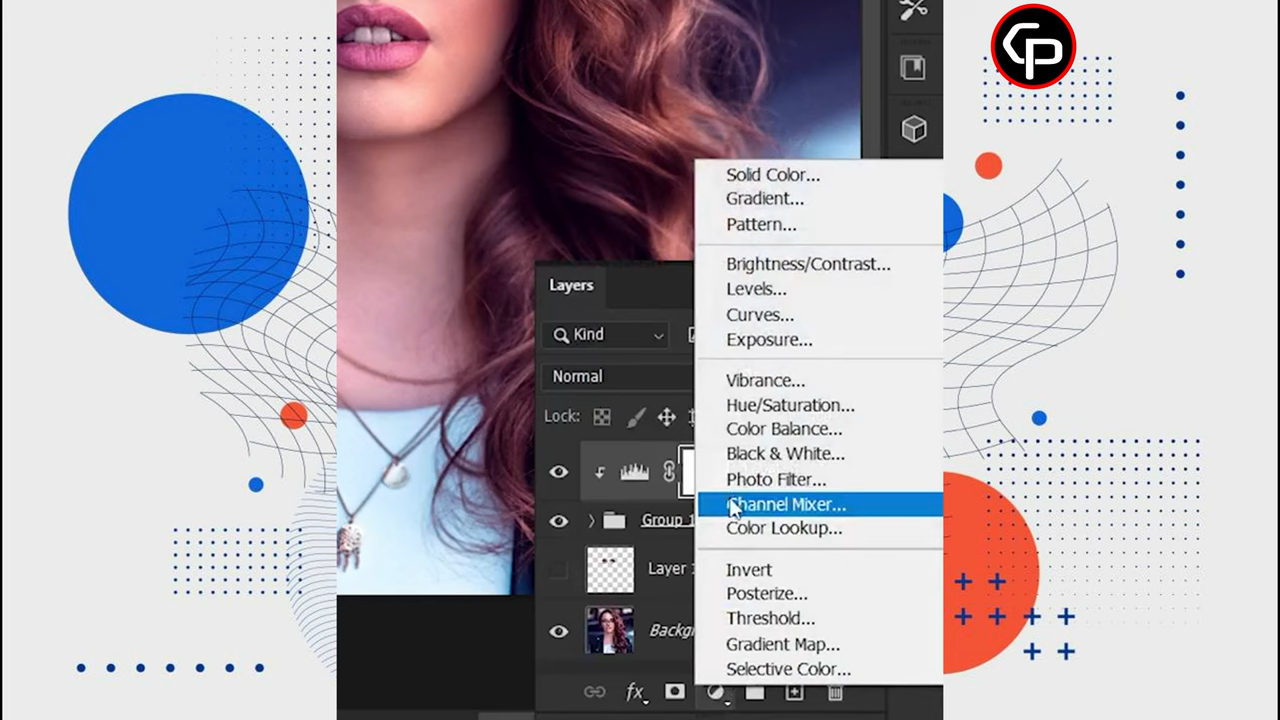 CP
Solid Color...
Gradient...
Pattern...
Brightness/Contrast...
Levels...
Curves...
Exposure...
Vibrance...
Hue/Saturation...
Color Balance...
Black & White...
Photo Filter...
Channel Mixer...
Color Lookup...
Invert
Posterize...
Threshold...
Gradient Map...
Selective Color...
Layers
Kind
Normal
Lock:
Group 1
Layer
Backgr
fx